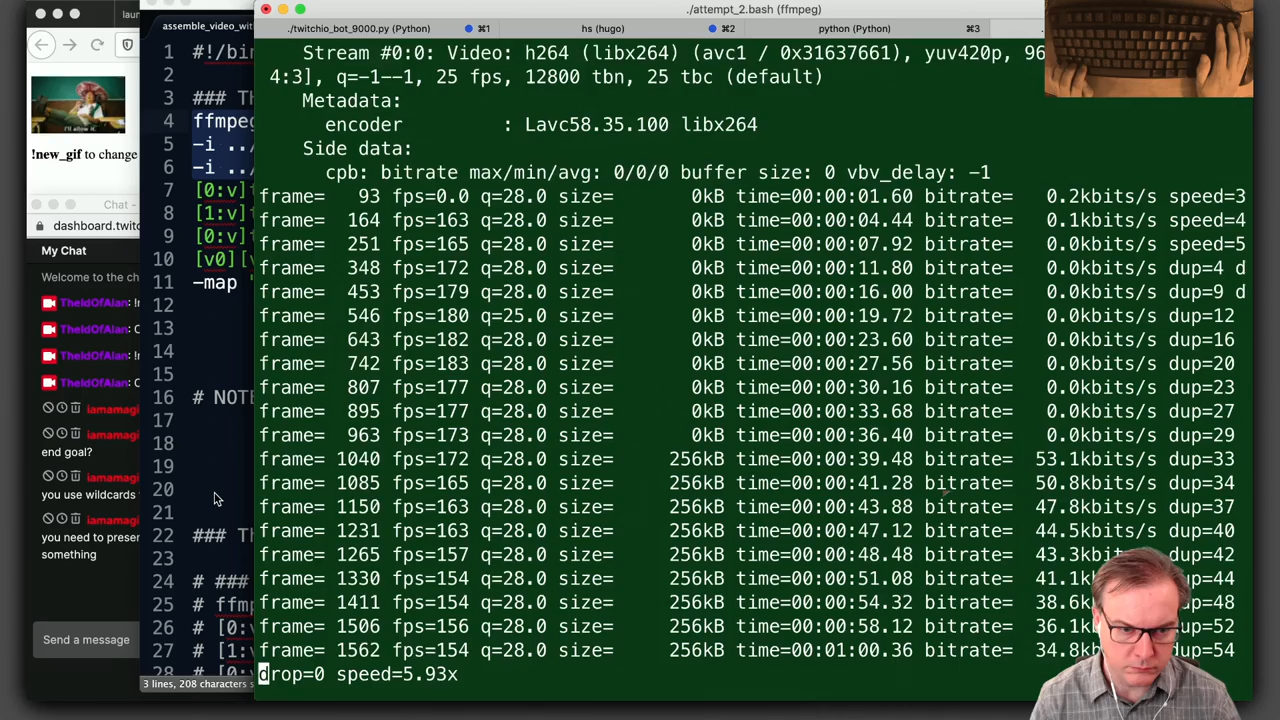 ./attempt_2.bash (ffmpeg)
./twitchio_bot_9000.py (Python)
⌘1
hs (hugo)
⌘2
python (Python)
⌘3
Stream #0:0: Video: h264 (libx264) (avc1 / 0x31637661), yuv420p, 96
4:3], q=-1--1, 25 fps, 12800 tbn, 25 tbc (default)
Metadata:
encoder : Lavc58.35.100 libx264
Side data:
cpb: bitrate max/min/avg: 0/0/0 buffer size: 0 vbv_delay: -1
frame= 93 fps=0.0 q=28.0 size= 0kB time=00:00:01.60 bitrate= 0.2kbits/s speed=3
frame= 164 fps=163 q=28.0 size= 0kB time=00:00:04.44 bitrate= 0.1kbits/s speed=4
frame= 251 fps=165 q=28.0 size= 0kB time=00:00:07.92 bitrate= 0.0kbits/s speed=5
frame= 348 fps=172 q=28.0 size= 0kB time=00:00:11.80 bitrate= 0.0kbits/s dup=4 d
frame= 453 fps=179 q=28.0 size= 0kB time=00:00:16.00 bitrate= 0.0kbits/s dup=9 d
frame= 546 fps=180 q=25.0 size= 0kB time=00:00:19.72 bitrate= 0.0kbits/s dup=12
frame= 643 fps=182 q=28.0 size= 0kB time=00:00:23.60 bitrate= 0.0kbits/s dup=16
frame= 742 fps=183 q=28.0 size= 0kB time=00:00:27.56 bitrate= 0.0kbits/s dup=20
frame= 807 fps=177 q=28.0 size= 0kB time=00:00:30.16 bitrate= 0.0kbits/s dup=23
frame= 895 fps=177 q=28.0 size= 0kB time=00:00:33.68 bitrate= 0.0kbits/s dup=27
frame= 963 fps=173 q=28.0 size= 0kB time=00:00:36.40 bitrate= 0.0kbits/s dup=29
frame= 1040 fps=172 q=28.0 size= 256kB time=00:00:39.48 bitrate= 53.1kbits/s dup=33
frame= 1085 fps=165 q=28.0 size= 256kB time=00:00:41.28 bitrate= 50.8kbits/s dup=34
frame= 1150 fps=163 q=28.0 size= 256kB time=00:00:43.88 bitrate= 47.8kbits/s dup=37
frame= 1231 fps=163 q=28.0 size= 256kB time=00:00:47.12 bitrate= 44.5kbits/s dup=40
frame= 1265 fps=157 q=28.0 size= 256kB time=00:00:48.48 bitrate= 43.3kbits/s dup=42
frame= 1330 fps=154 q=28.0 size= 256kB time=00:00:51.08 bitrate= 41.1k dup=44
frame= 1411 fps=154 q=28.0 size= 256kB time=00:00:54.32 bitrate= 38.6k dup=48
frame= 1506 fps=156 q=28.0 size= 256kB time=00:00:58.12 bitrate= 36.1k dup=52
frame= 1562 fps=154 q=28.0 size= 256kB time=00:01:00.36 bitrate= 34.8k dup=54
drop=0 speed=5.93x
assemble_video_wit
1 #!/bin
2
3 ### Th
4 ffmpeg
5 -i ../
6 -i ../
7 [0:v]
8 [1:v]
9 [0:v]
10 [v0][v
11 -map
12
13
14
15
16 # NOTE
17
18
19
20
21
22 ### Th
23
24 # ###
25 # ffmp
26 # [0:v
27 # [1:v
28 # [0:v
3 lines, 208 characters s
laun
I'll allow it.
!new_gif to change
Chat -
dashboard.twitc
My Chat
Welcome to the ch
TheIdOfAlan: !r
TheIdOfAlan: C
TheIdOfAlan: !r
TheIdOfAlan: C
iamamagi
iamamagi
end goal?
iamamagi
you use wildcards
iamamagi
you need to preser
something
Send a message